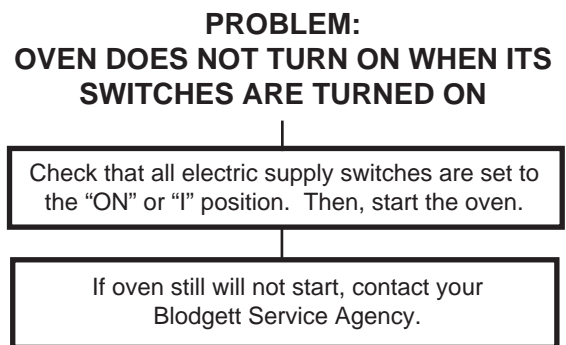 PROBLEM:
OVEN DOES NOT TURN ON WHEN ITS
SWITCHES ARE TURNED ON
Check that all electric supply switches are set to
the “ON” or “I” position.  Then, start the oven.
If oven still will not start, contact your
Blodgett Service Agency.